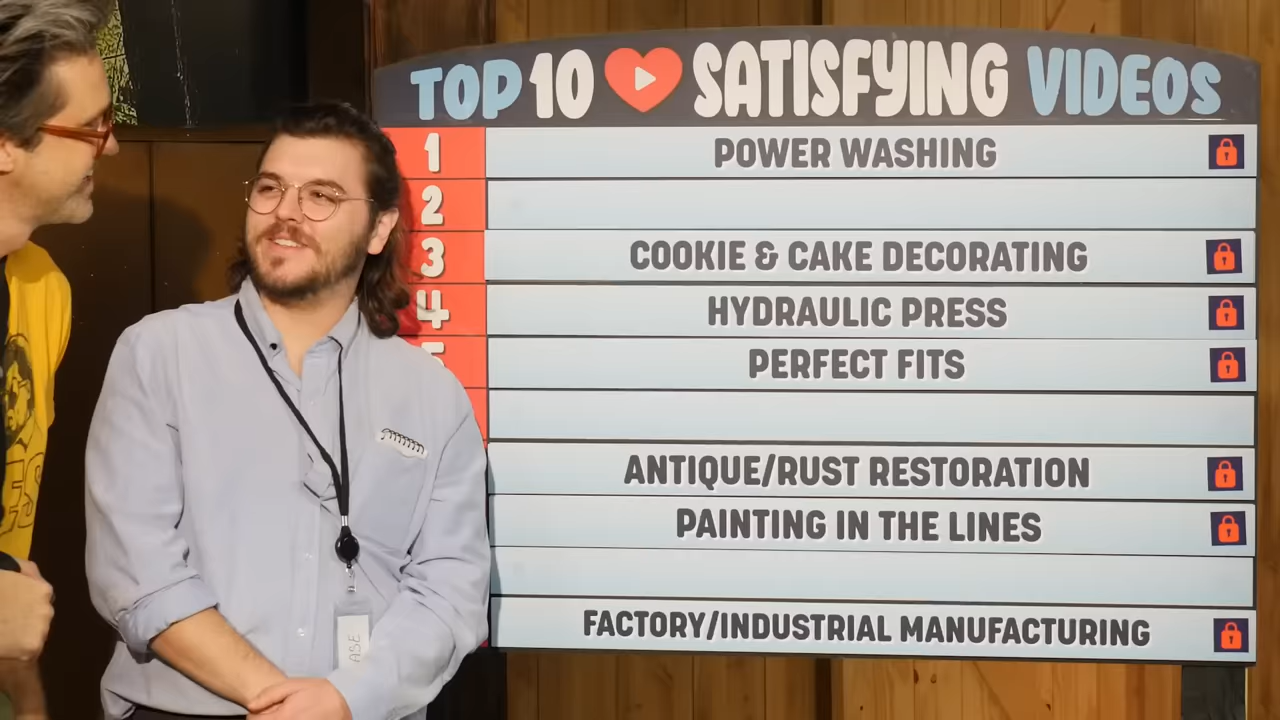 TOP 10 SATISFYING VIDEOS
1 POWER WASHING
2
3 COOKIE & CAKE DECORATING
4 HYDRAULIC PRESS
5 PERFECT FITS
ANTIQUE/RUST RESTORATION
PAINTING IN THE LINES
FACTORY/INDUSTRIAL MANUFACTURING